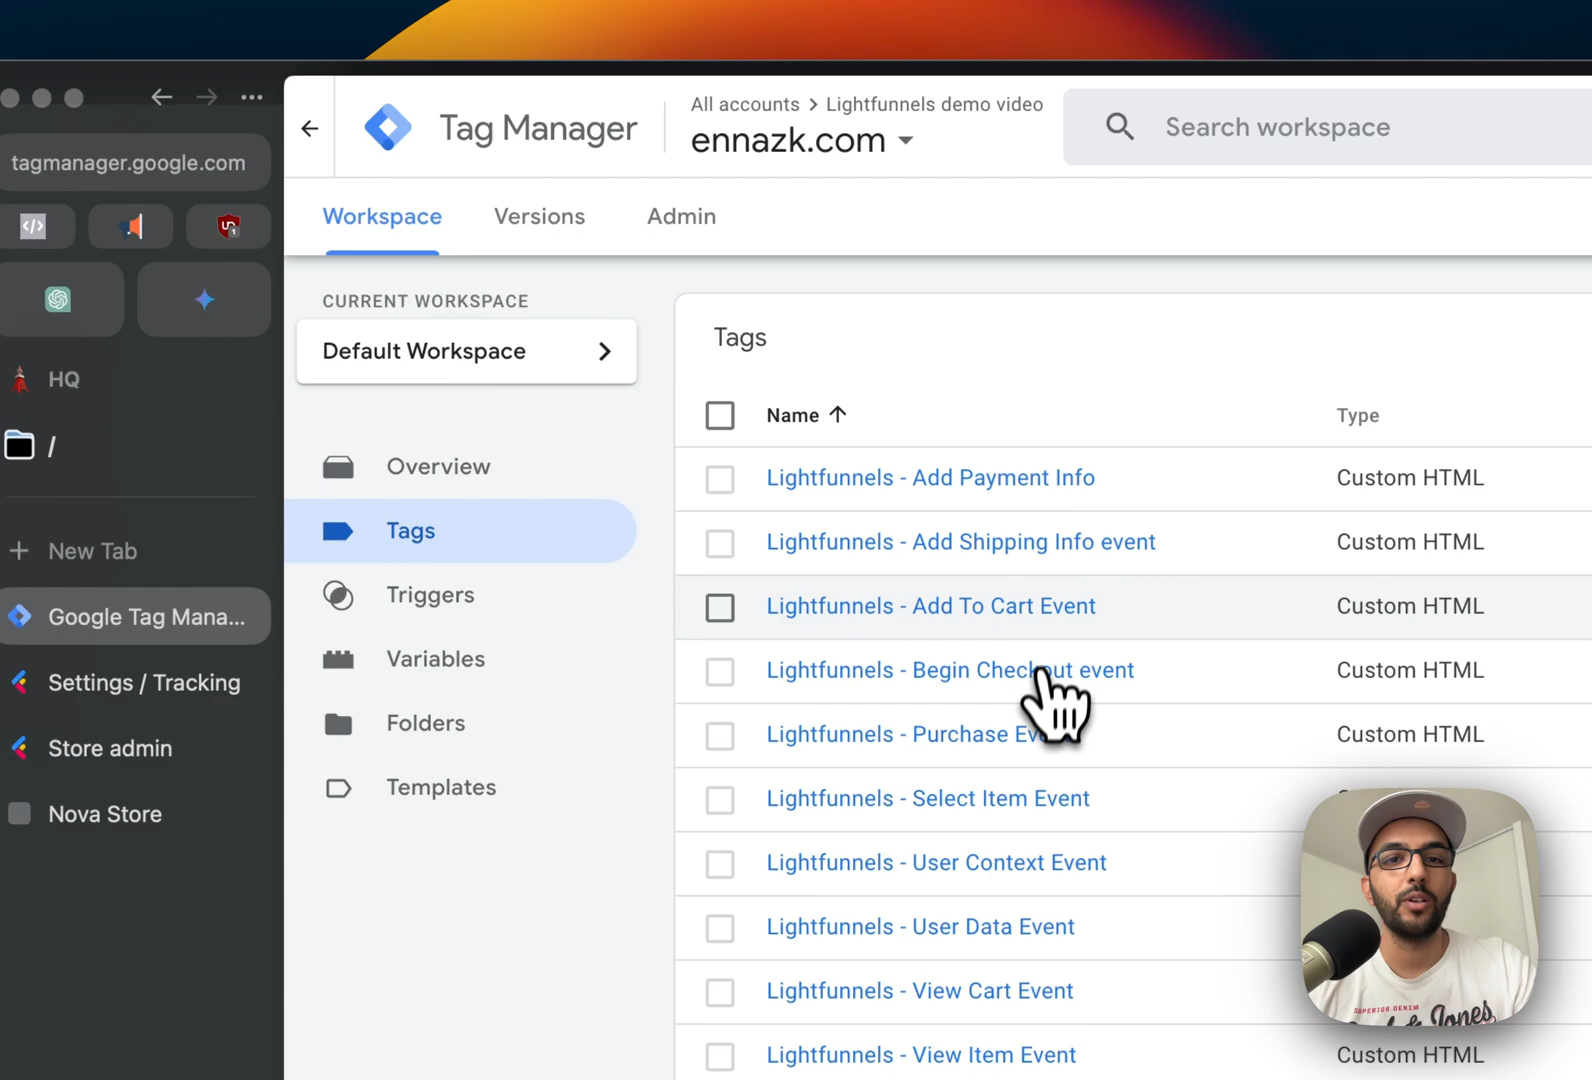 tagmanager.google.com
HQ
/
New Tab
Google Tag Mana...
Settings / Tracking
Store admin
Nova Store
Tag Manager
All accounts > Lightfunnels demo video
ennazk.com
Search workspace
Workspace
Versions
Admin
CURRENT WORKSPACE
Default Workspace
Overview
Tags
Triggers
Variables
Folders
Templates
Tags
Name
Type
Lightfunnels - Add Payment Info
Custom HTML
Lightfunnels - Add Shipping Info event
Custom HTML
Lightfunnels - Add To Cart Event
Custom HTML
Lightfunnels - Begin Checkout event
Custom HTML
Lightfunnels - Purchase
Custom HTML
Lightfunnels - Select Item Event
Lightfunnels - User Context Event
Lightfunnels - User Data Event
Lightfunnels - View Cart Event
Lightfunnels - View Item Event
Custom HTML
SUPERIOR DENIM
Jones